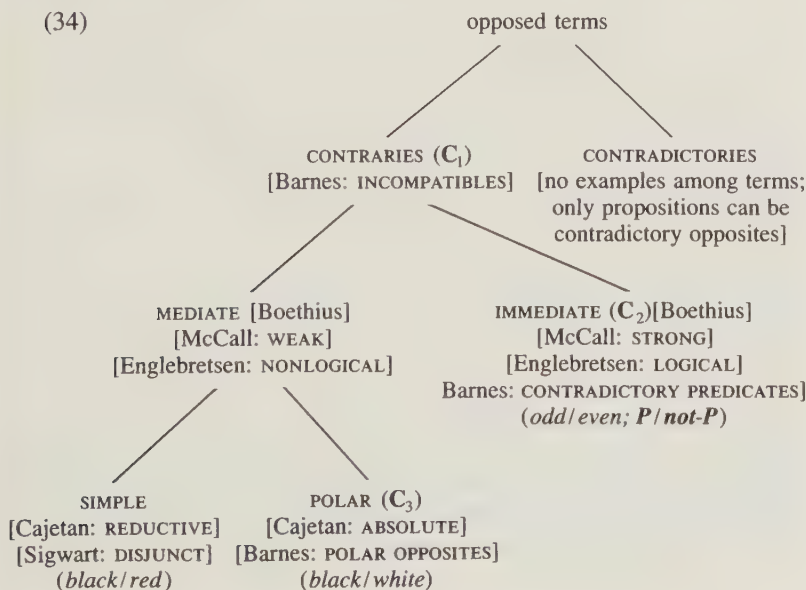 (34)
opposed terms
CONTRARIES (C₁)
[Barnes: INCOMPATIBLES]
CONTRADICTORIES
[no examples among terms;
only propositions can be
contradictory opposites]
MEDIATE [Boethius]
[McCall: WEAK]
[Englebretsen: NONLOGICAL]
IMMEDIATE (C₂)[Boethius]
[McCall: STRONG]
[Englebretsen: LOGICAL]
Barnes: CONTRADICTORY PREDICATES]
(odd/even; P/not-P)
SIMPLE
[Cajetan: REDUCTIVE]
[Sigwart: DISJUNCT]
(black/red)
POLAR (C₃)
[Cajetan: ABSOLUTE]
[Barnes: POLAR OPPOSITES]
(black/white)